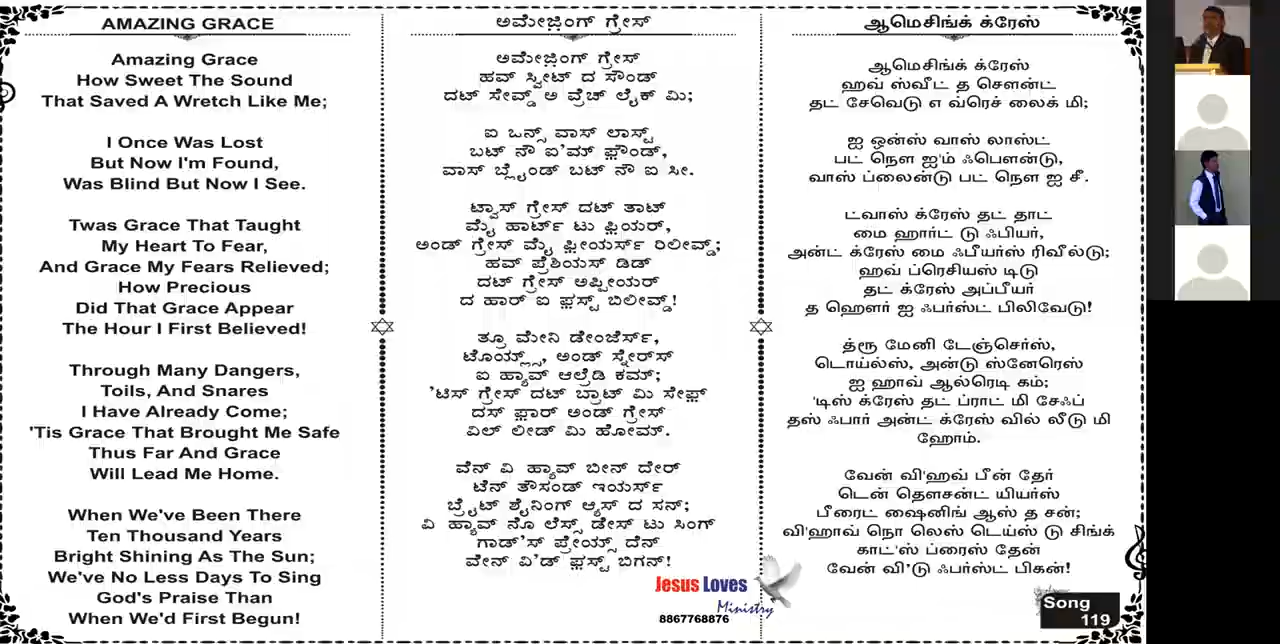 AMAZING GRACE
Amazing Grace
How Sweet The Sound
That Saved A Wretch Like Me;
I Once Was Lost
But Now I'm Found,
Was Blind But Now I See.
Twas Grace That Taught
My Heart To Fear,
And Grace My Fears Relieved;
How Precious
Did That Grace Appear
The Hour I First Believed!
Through Many Dangers,
Toils, And Snares
I Have Already Come;
'Tis Grace That Brought Me Safe
Thus Far And Grace
Will Lead Me Home.
When We've Been There
Ten Thousand Years
Bright Shining As The Sun;
We've No Less Days To Sing
God's Praise Than
When We'd First Begun!
ಅಮೇಜ಼ಿಂಗ್ ಗ್ರೇಸ್
ಅಮೇಜ಼ಿಂಗ್ ಗ್ರೇಸ್
ಹವ್ ಸ್ವೀಟ್ ದ ಸೌಂಡ್
ದಟ್ ಸೇವ್ಡ್ ಅ ವ್ರೆಚ್ ಲೈಕ್ ಮಿ;
ಐ ಒನ್ಸ್ ವಾಸ್ ಲಾಸ್ಟ್
ಬಟ್ ನೌ ಐ'ಮ್ ಫ಼ೌಂಡ್,
ವಾಸ್ ಬ್ಲೈಂಡ್ ಬಟ್ ನೌ ಐ ಸೀ.
ಟ್ವಾಸ್ ಗ್ರೇಸ್ ದಟ್ ತಾಟ್
ಮೈ ಹಾರ್ಟ್ ಟು ಫ಼ಿಯರ್,
ಅಂಡ್ ಗ್ರೇಸ್ ಮೈ ಫ಼ೀಯರ್ಸ್ ರಿಲೀವ್ಡ್;
ಹವ್ ಪ್ರೆಶಿಯಸ್ ಡಿಡ್
ದಟ್ ಗ್ರೇಸ್ ಅಪ್ಪೀಯರ್
ದ ಹಾರ್ ಐ ಫ಼ಸ್ಟ್ ಬಿಲೀವ್ಡ್!
ತ್ರೂ ಮೇನಿ ಡೇಂಜೆರ್ಸ್,
ಟೊಯ್ಲ್ಸ್, ಅಂಡ್ ಸ್ನೇರ್‌ಸ್
ಐ ಹ್ಯಾವ್ ಆಲ್ರೆಡಿ ಕಮ್;
'ಟಿಸ್ ಗ್ರೇಸ್ ದಟ್ ಬ್ರಾಟ್ ಮಿ ಸೇಫ಼್
ದಸ್ ಫ಼ಾರ್ ಅಂಡ್ ಗ್ರೇಸ್
ವಿಲ್ ಲೀಡ್ ಮಿ ಹೋಮ್.
ವೆನ್ ವಿ ಹ್ಯಾವ್ ಬೀನ್ ದೇರ್
ಟೆನ್ ತೌಸಂಡ್ ಇಯರ್ಸ್
ಬ್ರೈಟ್ ಶೈನಿಂಗ್ ಆ್ಯಸ್ ದ ಸನ್;
ವಿ ಹ್ಯಾವ್ ನೊ ಲೆಸ್ಸ್ ಡೇಸ್ ಟು ಸಿಂಗ್
ಗಾಡ್'ಸ್ ಪ್ರೇಯ್ಸ್ ದೆನ್
ವೇನ್ ವಿ'ಡ್ ಫ಼ಸ್ಟ್ ಬಿಗನ್!
ஆமெசிங்க் க்ரேஸ்
ஆமெசிங்க் க்ரேஸ்
ஹவ் ஸ்வீட் த சௌண்ட்
தட் சேவெடு எ வ்ரெச் லைக் மி;
ஐ ஒன்ஸ் வாஸ் லாஸ்ட்
பட் நௌ ஐ'ம் ஃபௌன்டு,
வாஸ் ப்லைன்டு பட் நௌ ஐ சீ.
ட்வாஸ் க்ரேஸ் தட் தாட்
மை ஹார்ட் டு ஃபியர்,
அன்ட் க்ரேஸ் மை ஃபீயர்ஸ் ரிவீல்டு;
ஹவ் ப்ரெசியஸ் டிடு
தட் க்ரேஸ் அப்பீயர்
த ஹௌர் ஐ ஃபர்ஸ்ட் பிலிவேடு!
த்ரூ மேனி டேஞ்சொ்ஸ்,
டொய்ல்ஸ், அன்டு ஸ்னேரெஸ்
ஐ ஹாவ் ஆல்ரெடி கம்;
'டிஸ் க்ரேஸ் தட் ப்ராட் மி சேஃப்
தஸ் ஃபார் அன்ட் க்ரேஸ் வில் லீடு மி
ஹோம்.
வேன் வி'ஹவ் பீன் தேர்
டென் தௌசன்ட் யியர்ஸ்
பீரைட் ஷைனிங் ஆஸ் த சன்;
வி'ஹாவ் நொ லெஸ் டெய்ஸ் டு சிங்க்
காட்'ஸ் ப்ரைஸ் தேன்
வேன் வி'டு ஃபர்ஸ்ட் பிகன்!
Jesus Loves
Ministry
8867768876
Song
119